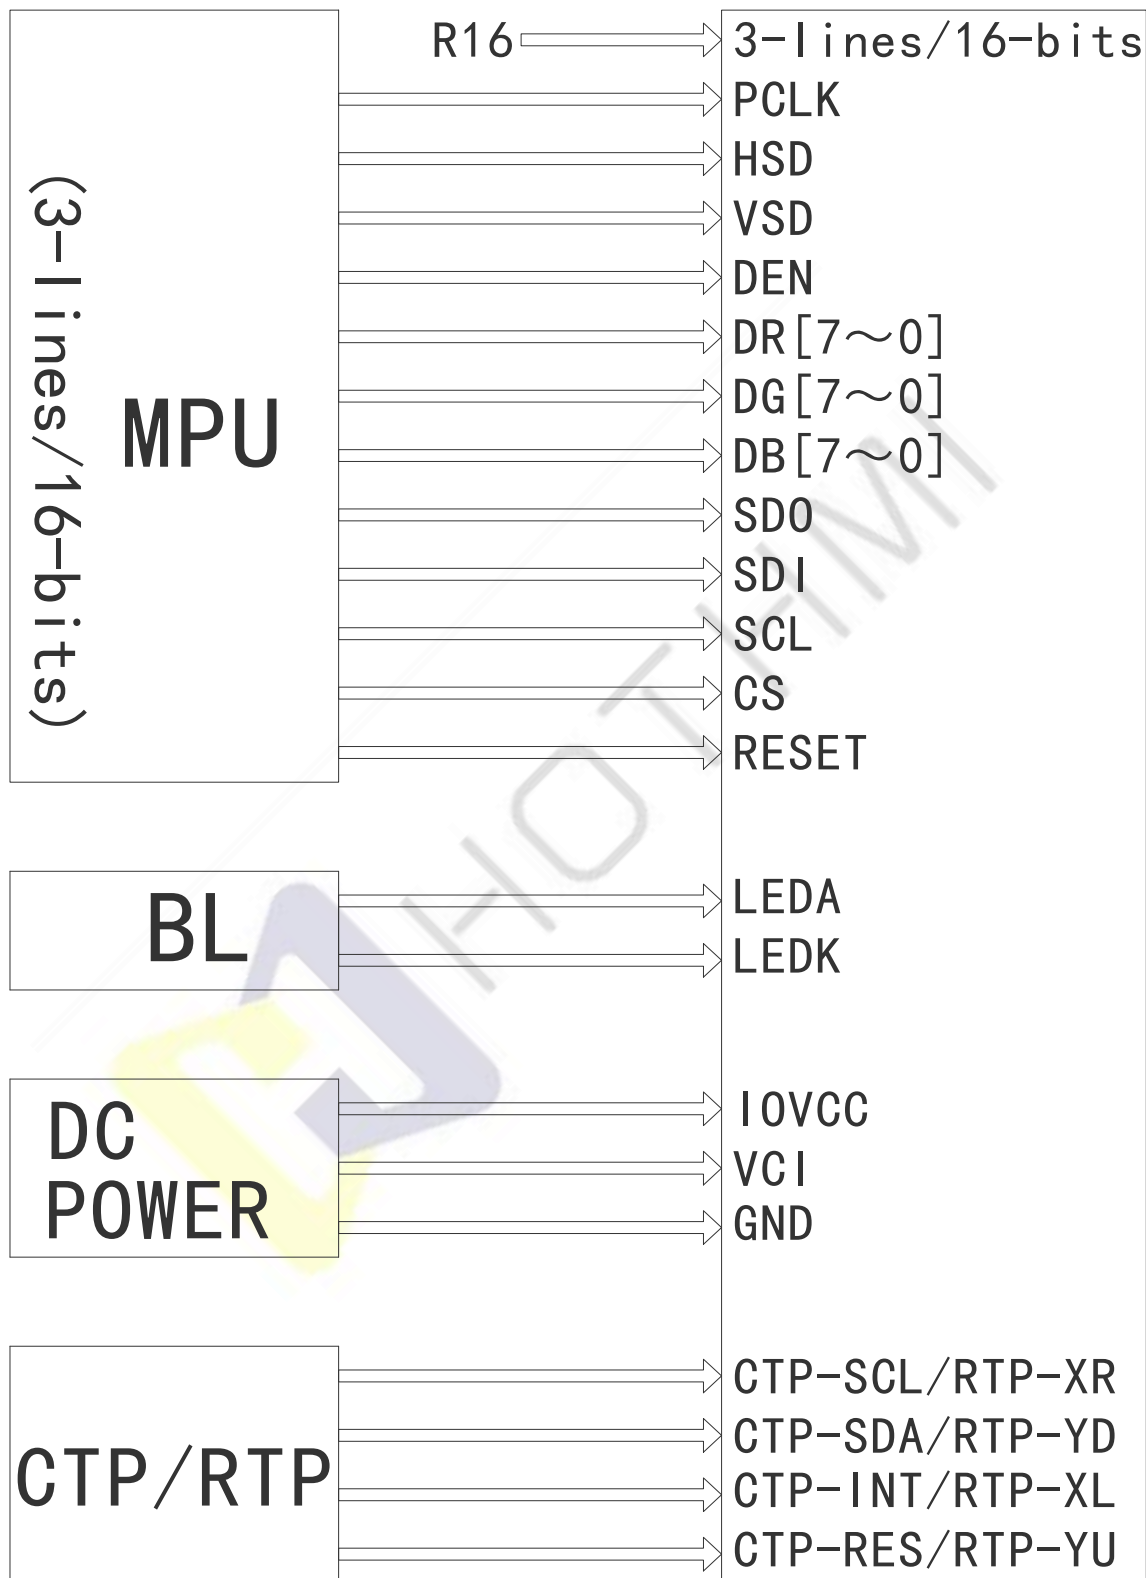 R16
3-lines/16-bits
PCLK
HSD
VSD
DEN
DR[7～0]
DG[7～0]
DB[7～0]
SDO
SDI
SCL
CS
RESET
MPU
(3-lines/16-bits)
BL
LEDA
LEDK
DC
POWER
IOVCC
VCI
GND
CTP/RTP
CTP-SCL/RTP-XR
CTP-SDA/RTP-YD
CTP-INT/RTP-XL
CTP-RES/RTP-YU
HOTHMI